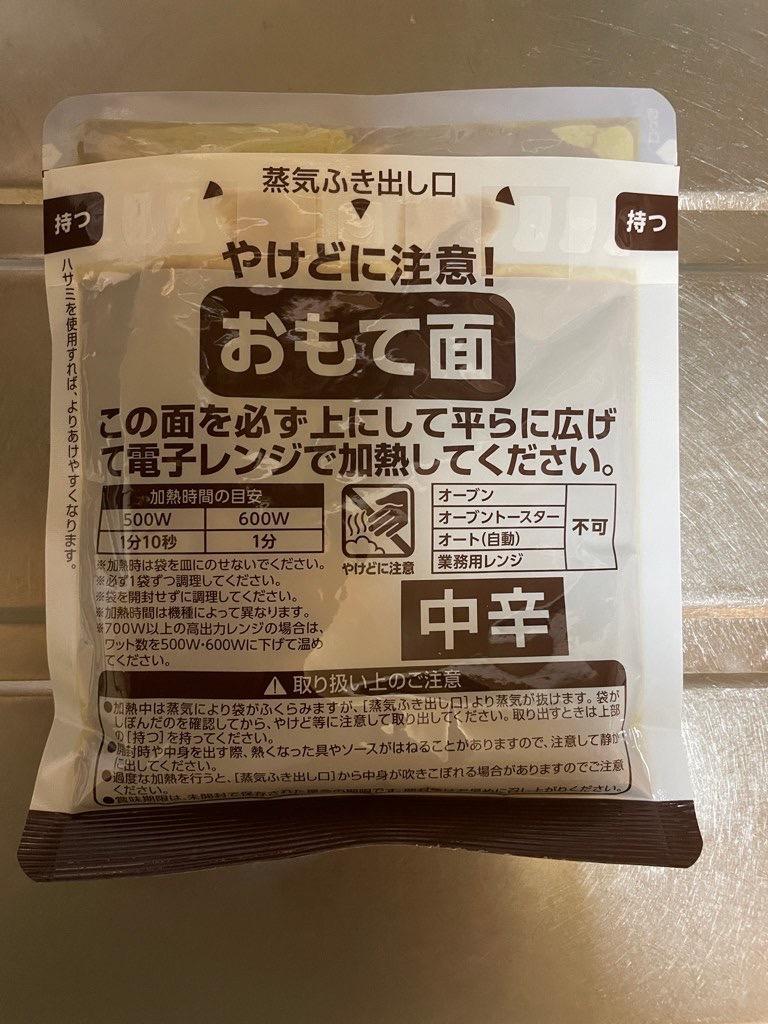 蒸気ふき出し口
持つ
持つ
やけどに注意!
おもて面
この面を必ず上にして平らに広げ
て電子レンジで加熱してください。
ハサミを使用すれば、よりあけやすくなります。
加熱時間の目安
500W 600W
1分10秒 1分
やけどに注意
オーブン
オーブントースター
オート(自動)
業務用レンジ
不可
※加熱時は袋を皿にのせないでください。
※必ず1袋ずつ調理してください。
※袋を開封せずに調理してください。
※加熱時間は機種によって異なります。
※700W以上の高出力レンジの場合は、
ワット数を500W・600Wに下げて温め
てください。
中辛
取り扱い上のご注意
●加熱中は蒸気により袋がふくらみますが、[蒸気ふき出し口]より蒸気が抜けます。袋が
しぼんだのを確認してから、やけど等に注意して取り出してください。取り出すときは上部
の[持つ]を持ってください。
●開封時や中身を出す際、熱くなった具やソースがはねることがありますので、注意して静か
に出してください。
●過度な加熱を行うと、[蒸気ふき出し口]から中身が吹きこぼれる場合がありますのでご注意
ください。
●賞味期限は、未開封で保存された場合の期限です。